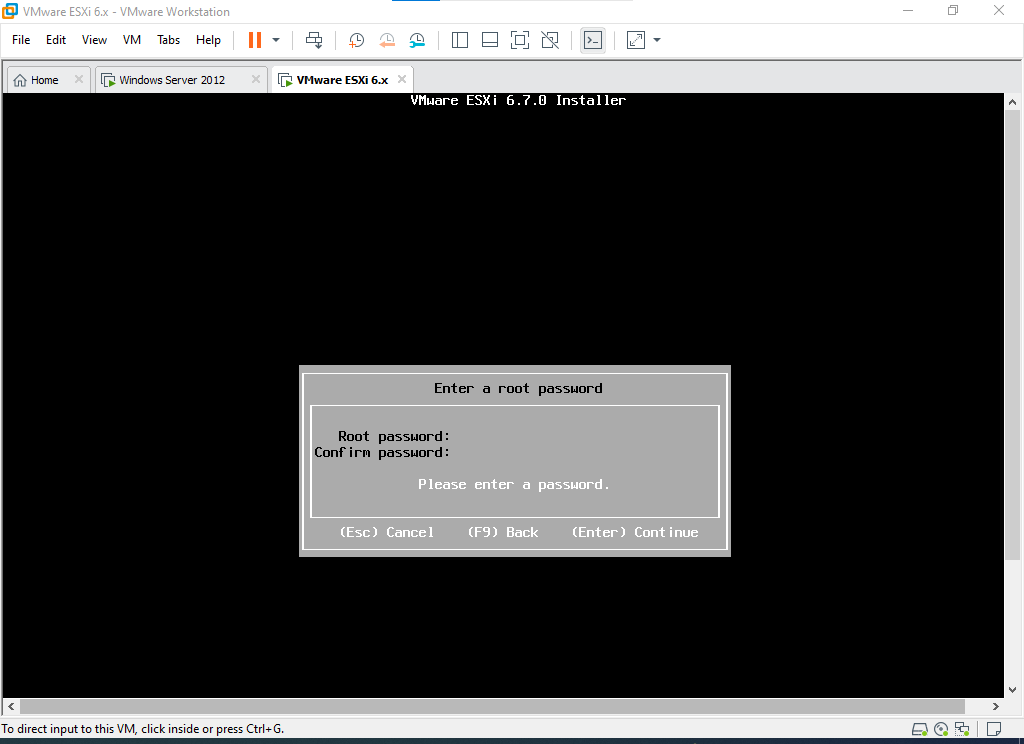 VMware ESXi 6.x - VMware Workstation
File Edit View VM Tabs Help
Home Windows Server 2012 VMware ESXi 6.x
VMware ESXi 6.7.0 Installer
Enter a root password
Root password:
Confirm password:
Please enter a password.
(Esc) Cancel (F9) Back (Enter) Continue
To direct input to this VM, click inside or press Ctrl+G.